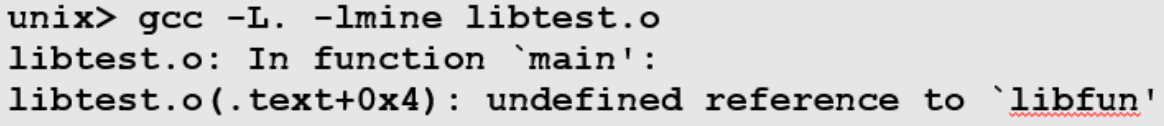 unix> gcc -L. -lmine libtest.o
libtest.o: In function `main':
libtest.o(.text+0x4): undefined reference to `libfun'